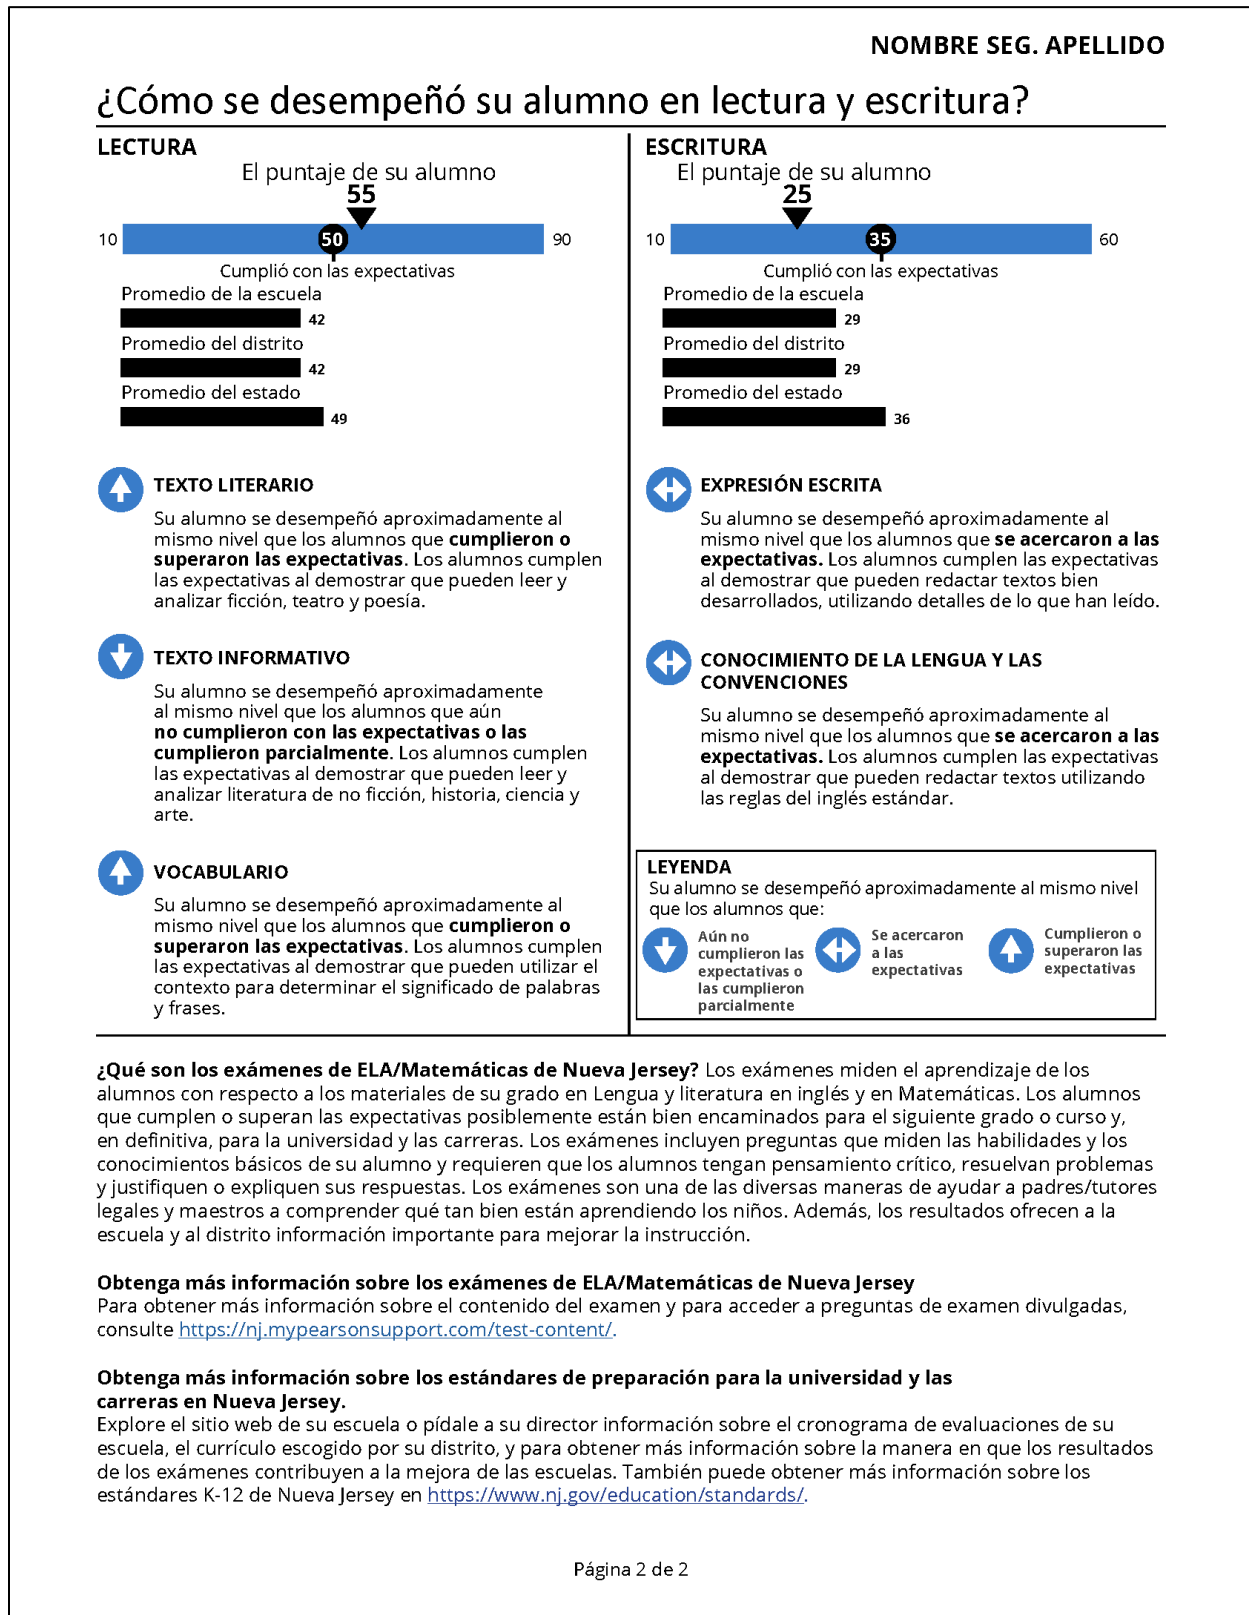 NOMBRE SEG. APELLIDO
¿Cómo se desempeñó su alumno en lectura y escritura?
LECTURA
El puntaje de su alumno
55
10
50
90
Cumplió con las expectativas
Promedio de la escuela
42
Promedio del distrito
42
Promedio del estado
49
TEXTO LITERARIO
Su alumno se desempeñó aproximadamente al
mismo nivel que los alumnos que cumplieron o
superaron las expectativas. Los alumnos cumplen
las expectativas al demostrar que pueden leer y
analizar ficción, teatro y poesía.
TEXTO INFORMATIVO
Su alumno se desempeñó aproximadamente
al mismo nivel que los alumnos que aún
no cumplieron con las expectativas o las
cumplieron parcialmente. Los alumnos cumplen
las expectativas al demostrar que pueden leer y
analizar literatura de no ficción, historia, ciencia y
arte.
VOCABULARIO
Su alumno se desempeñó aproximadamente al
mismo nivel que los alumnos que cumplieron o
superaron las expectativas. Los alumnos cumplen
las expectativas al demostrar que pueden utilizar el
contexto para determinar el significado de palabras
y frases.
ESCRITURA
El puntaje de su alumno
25
10
35
60
Cumplió con las expectativas
Promedio de la escuela
29
Promedio del distrito
29
Promedio del estado
36
EXPRESIÓN ESCRITA
Su alumno se desempeñó aproximadamente al
mismo nivel que los alumnos que se acercaron a las
expectativas. Los alumnos cumplen las expectativas
al demostrar que pueden redactar textos bien
desarrollados, utilizando detalles de lo que han leído.
CONOCIMIENTO DE LA LENGUA Y LAS
CONVENCIONES
Su alumno se desempeñó aproximadamente al
mismo nivel que los alumnos que se acercaron a las
expectativas. Los alumnos cumplen las expectativas
al demostrar que pueden redactar textos utilizando
las reglas del inglés estándar.
LEYENDA
Su alumno se desempeñó aproximadamente al mismo nivel
que los alumnos que:
Aún no
cumplieron las
expectativas o
las cumplieron
parcialmente
Se acercaron
a las
expectativas
Cumplieron o
superaron las
expectativas
¿Qué son los exámenes de ELA/Matemáticas de Nueva Jersey? Los exámenes miden el aprendizaje de los
alumnos con respecto a los materiales de su grado en Lengua y literatura en inglés y en Matemáticas. Los alumnos
que cumplen o superan las expectativas posiblemente están bien encaminados para el siguiente grado o curso y,
en definitiva, para la universidad y las carreras. Los exámenes incluyen preguntas que miden las habilidades y los
conocimientos básicos de su alumno y requieren que los alumnos tengan pensamiento crítico, resuelvan problemas
y justifiquen o expliquen sus respuestas. Los exámenes son una de las diversas maneras de ayudar a padres/tutores
legales y maestros a comprender qué tan bien están aprendiendo los niños. Además, los resultados ofrecen a la
escuela y al distrito información importante para mejorar la instrucción.
Obtenga más información sobre los exámenes de ELA/Matemáticas de Nueva Jersey
Para obtener más información sobre el contenido del examen y para acceder a preguntas de examen divulgadas,
consulte https://nj.mypearsonsupport.com/test-content/.
Obtenga más información sobre los estándares de preparación para la universidad y las
carreras en Nueva Jersey.
Explore el sitio web de su escuela o pídale a su director información sobre el cronograma de evaluaciones de su
escuela, el currículo escogido por su distrito, y para obtener más información sobre la manera en que los resultados
de los exámenes contribuyen a la mejora de las escuelas. También puede obtener más información sobre los
estándares K-12 de Nueva Jersey en https://www.nj.gov/education/standards/.
Página 2 de 2